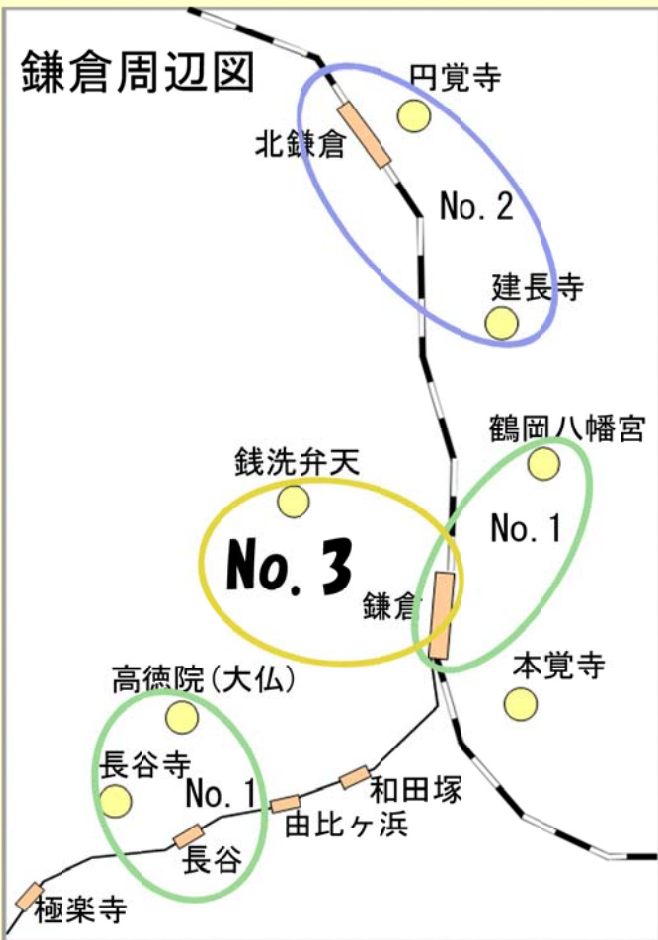 鎌倉周辺図
円覚寺
北鎌倉
No.2
建長寺
鶴岡八幡宮
銭洗弁天
No.1
No.3
鎌倉
本覚寺
高徳院(大仏)
長谷寺
No.1
和田塚
由比ヶ浜
長谷
極楽寺